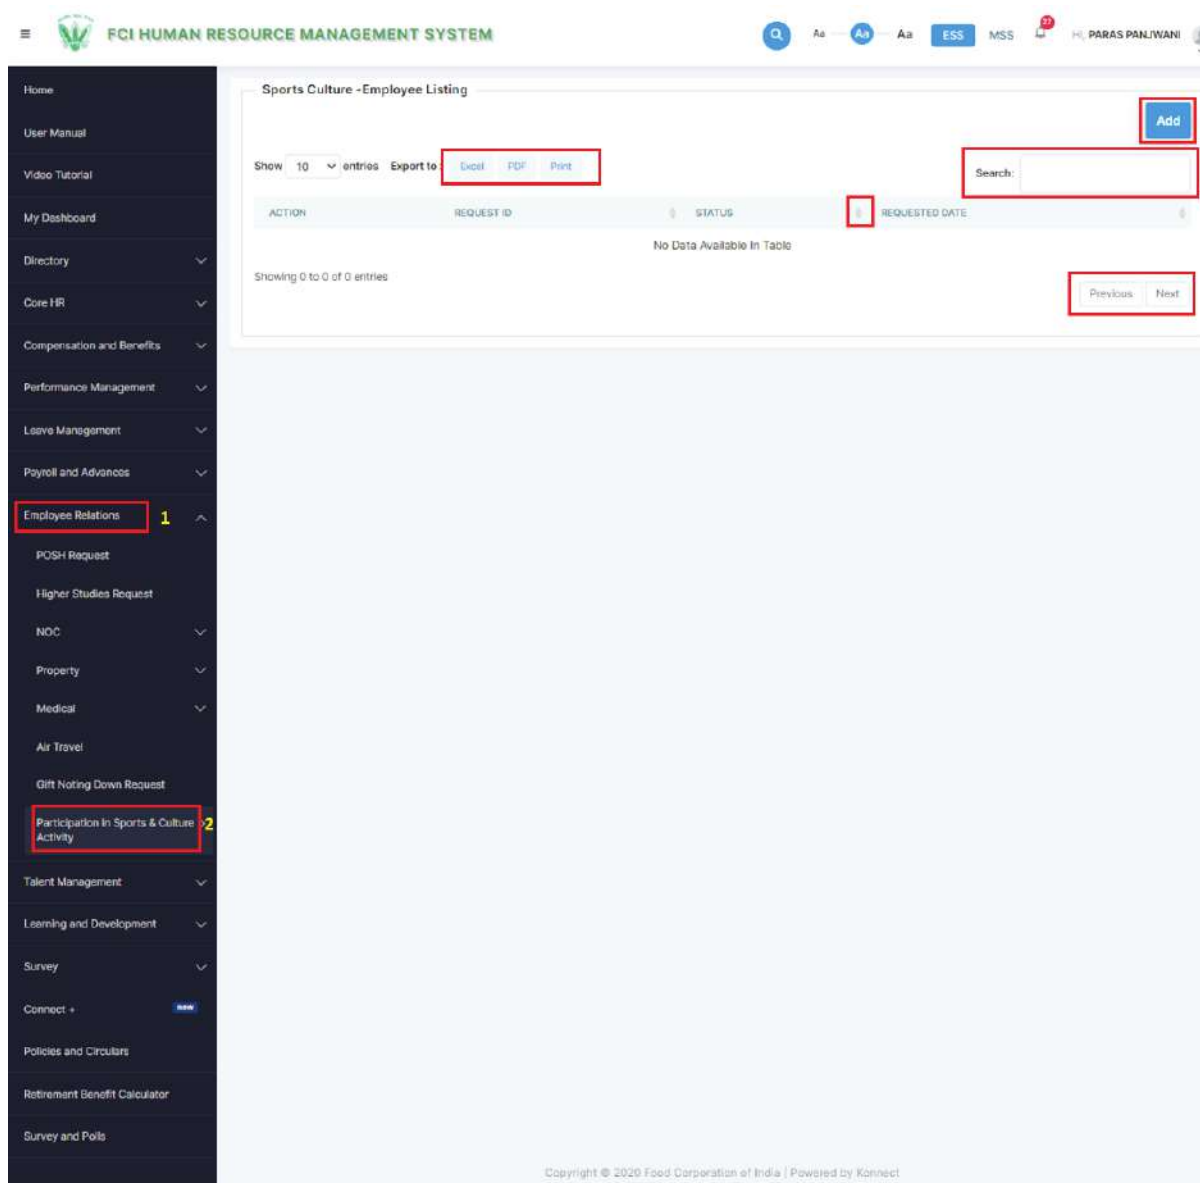 FCI HUMAN RESOURCE MANAGEMENT SYSTEM
Aa Aa Aa ESS MSS 27 Hi, PARAS PANJWANI
Home
User Manual
Video Tutorial
My Dashboard
Directory
Core HR
Compensation and Benefits
Performance Management
Leave Management
Payroll and Advances
Employee Relations 1
POSH Request
Higher Studies Request
NOC
Property
Medical
Air Travel
Gift Noting Down Request
Participation in Sports & Culture 2
Activity
Talent Management
Learning and Development
Survey
Connect + new
Policies and Circulars
Retirement Benefit Calculator
Survey and Polls
Sports Culture -Employee Listing
Add
Show 10 entries Export to : Excel PDF Print
Search:
ACTION REQUEST ID STATUS REQUESTED DATE
No Data Available In Table
Showing 0 to 0 of 0 entries
Previous Next
Copyright © 2020 Food Corporation of India | Powered by Konnect